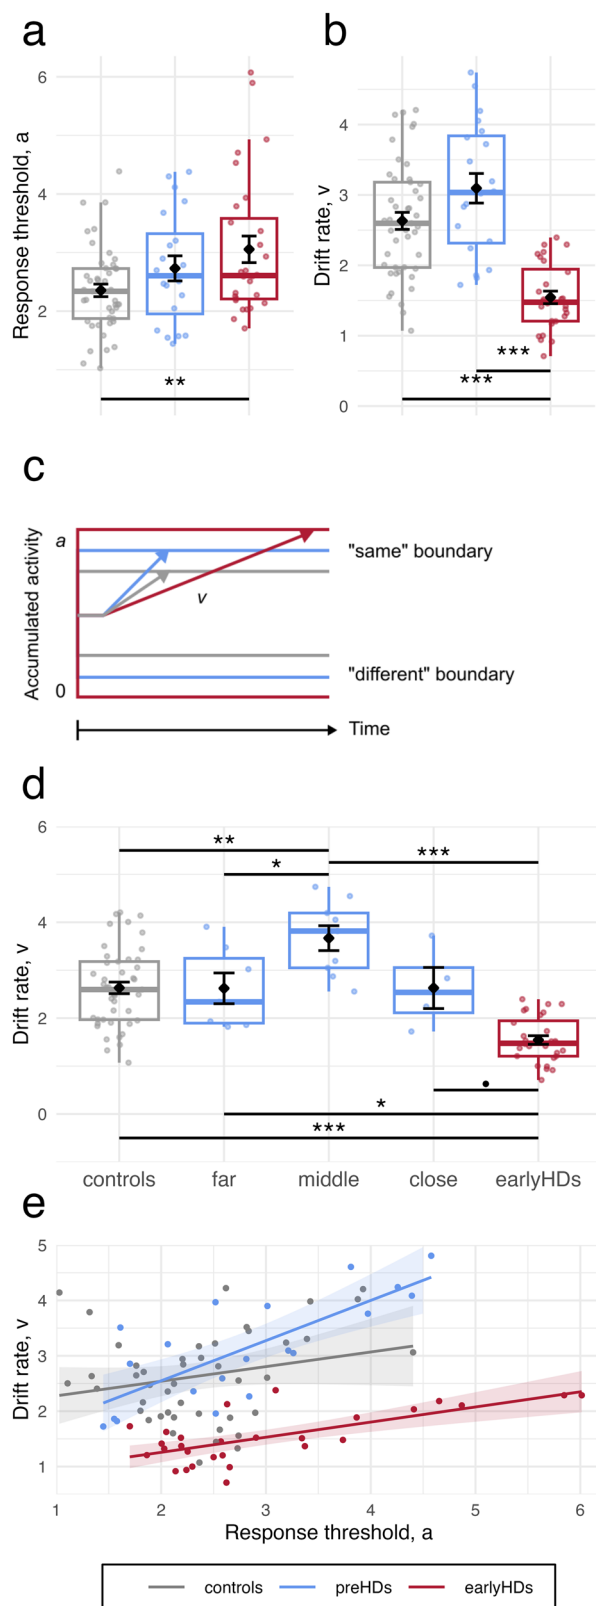 a
b
Response threshold, a
6
4
2
**
Drift rate, v
4
3
2
1
0
***
***
c
Accumulated activity
a
0
v
"same" boundary
"different" boundary
Time
d
Drift rate, v
6
4
2
0
**
*
***
•
*
***
controls far middle close earlyHDs
e
Drift rate, v
5
4
3
2
1
1 2 3 4 5 6
Response threshold, a
controls preHDs earlyHDs